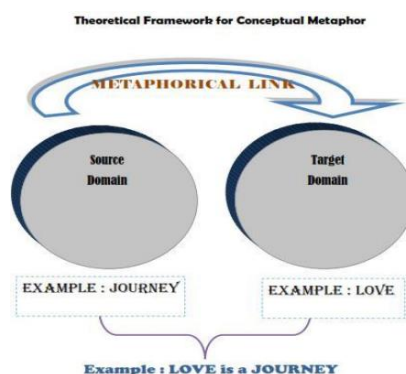 Theoretical Framework for Conceptual Metaphor
METAPHORICAL LINK
Source
Domain
Target
Domain
EXAMPLE : JOURNEY
EXAMPLE : LOVE
Example : LOVE is a JOURNEY